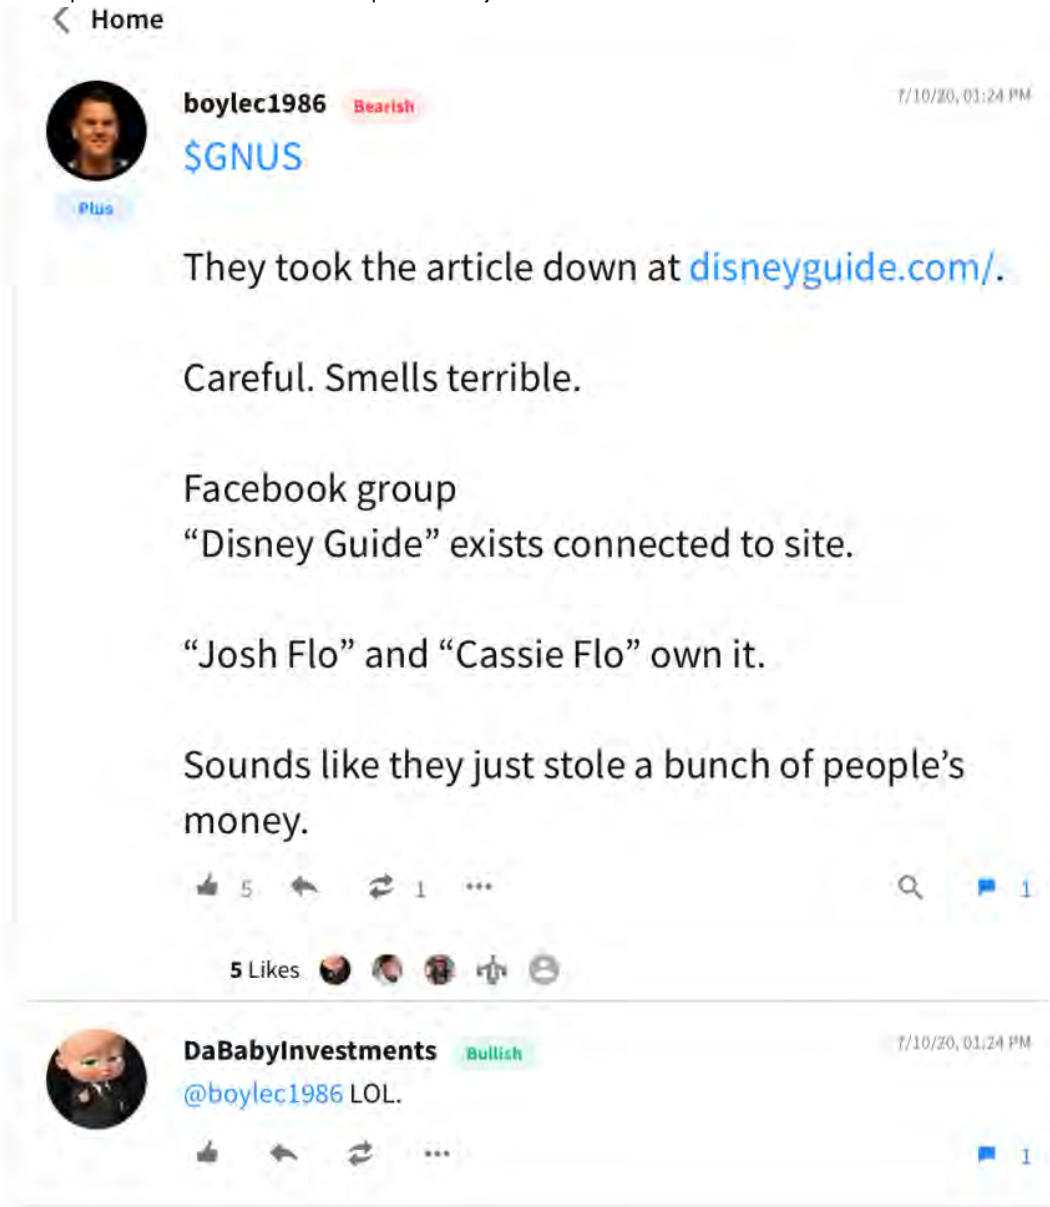 Home
boylec1986 Bearish 7/10/20, 01:24 PM
$GNUS
Plus
They took the article down at disneyguide.com/.
Careful. Smells terrible.
Facebook group
“Disney Guide” exists connected to site.
“Josh Flo” and “Cassie Flo” own it.
Sounds like they just stole a bunch of people’s
money.
5 1 1
5 Likes
DaBabyInvestments Bullish 7/10/20, 01:24 PM
@boylec1986 LOL.
1